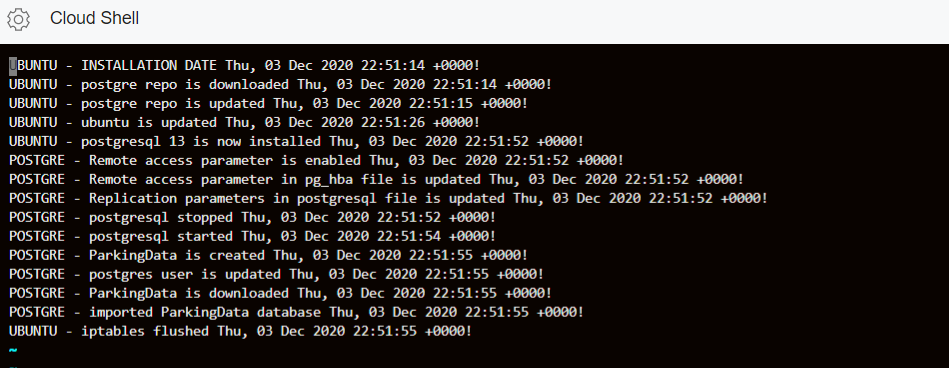 Cloud Shell
UBUNTU - INSTALLATION DATE Thu, 03 Dec 2020 22:51:14 +0000!
UBUNTU - postgre repo is downloaded Thu, 03 Dec 2020 22:51:14 +0000!
UBUNTU - postgre repo is updated Thu, 03 Dec 2020 22:51:15 +0000!
UBUNTU - ubuntu is updated Thu, 03 Dec 2020 22:51:26 +0000!
UBUNTU - postgresql 13 is now installed Thu, 03 Dec 2020 22:51:52 +0000!
POSTGRE - Remote access parameter is enabled Thu, 03 Dec 2020 22:51:52 +0000!
POSTGRE - Remote access parameter in pg_hba file is updated Thu, 03 Dec 2020 22:51:52 +0000!
POSTGRE - Replication parameters in postgresql file is updated Thu, 03 Dec 2020 22:51:52 +0000!
POSTGRE - postgresql stopped Thu, 03 Dec 2020 22:51:52 +0000!
POSTGRE - postgresql started Thu, 03 Dec 2020 22:51:54 +0000!
POSTGRE - ParkingData is created Thu, 03 Dec 2020 22:51:55 +0000!
POSTGRE - postgres user is updated Thu, 03 Dec 2020 22:51:55 +0000!
POSTGRE - ParkingData is downloaded Thu, 03 Dec 2020 22:51:55 +0000!
POSTGRE - imported ParkingData database Thu, 03 Dec 2020 22:51:55 +0000!
UBUNTU - iptables flushed Thu, 03 Dec 2020 22:51:55 +0000!
~